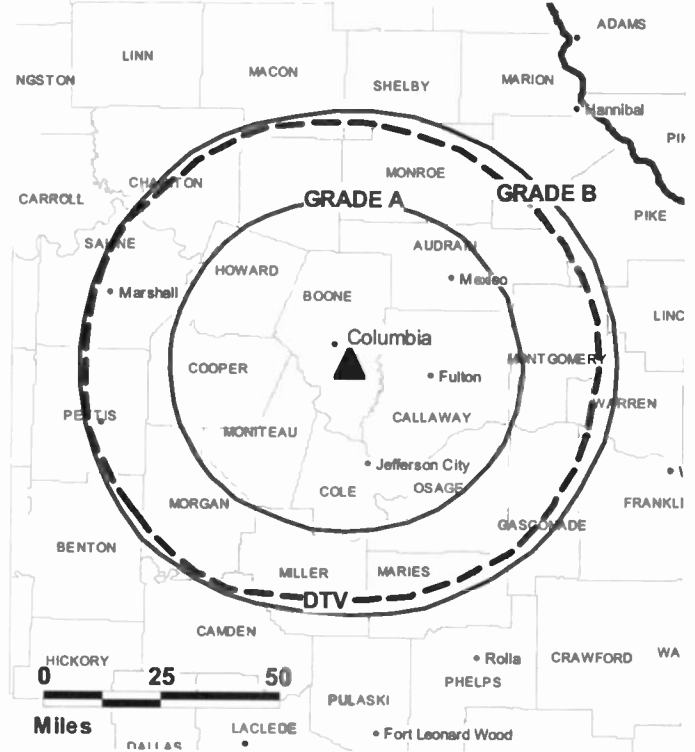 ADAMS
LINN
MACON
NGSTON
SHELBY
MARION
Hannibal
PIK
MONROE
CHARITON
CARROLL
GRADE A
GRADE B
PIKE
SALINE
AUDRAIN
HOWARD
Mexico
Marshall
BOONE
LINC
Columbia
MONTGOMERY
COOPER
Fulton
WARREN
PETTIS
CALLAWAY
MONITEAU
Jefferson City
COLE
OSAGE
MORGAN
FRANKLI
GASCONADE
BENTON
MILLER
MARIES
DTV
CAMDEN
HICKORY
Rolla
CRAWFORD
WA
0 25 50
PHELPS
PULASKI
Miles
LACLEDE
Fort Leonard Wood
DALLAS